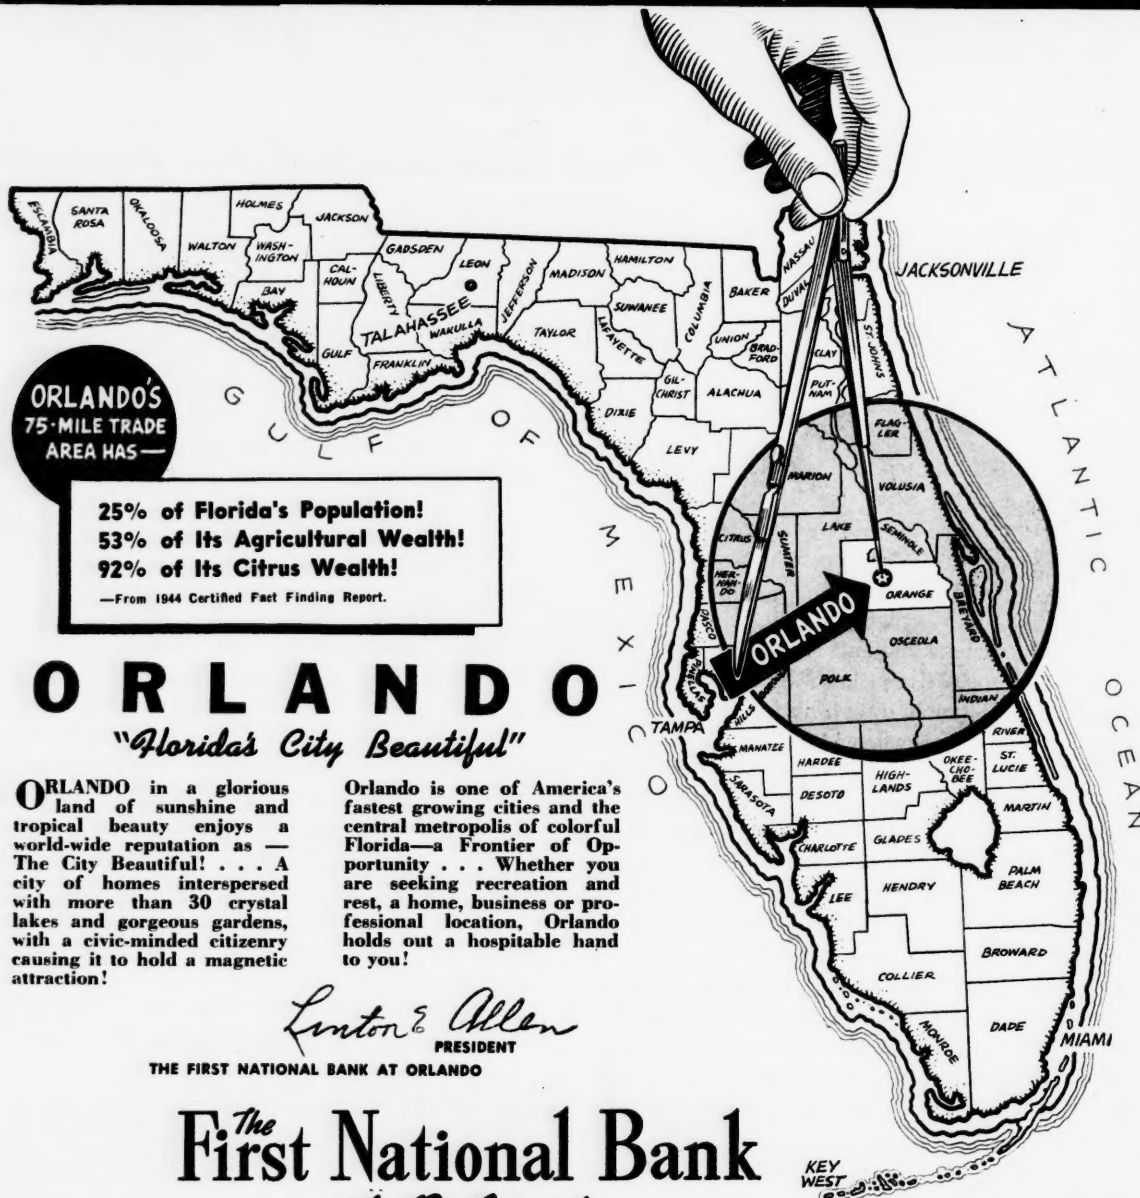 ESCAMBIA
SANTA
ROSA
OKALOOSA
WALTON
HOLMES
WASH-
INGTON
JACKSON
BAY
CAL-
HOUN
GULF
LIBERTY
GADSDEN
LEON
TALAHASSEE
WAKULLA
FRANKLIN
JEFFERSON
MADISON
TAYLOR
HAMILTON
SUWANEE
LAFAYETTE
COLUMBIA
BAKER
NASSAU
DUVAL
JACKSONVILLE
UNION
BRAD-
FORD
CLAY
ST. JOHNS
DIXIE
GIL-
CHRIST
ALACHUA
PUT-
NAM
LEVY
FLAG-
LER
MARION
VOLUSIA
CITRUS
SUMTER
LAKE
SEMINOLE
HER-
NAN-
DO
ORANGE
PASCO
ORLANDO
OSCEOLA
BREVARD
PINELLAS
HILLS
BOROUGH
POLK
INDIAN
RIVER
TAMPA
MANATEE
HARDEE
HIGH-
LANDS
OKEE-
CHO-
BEE
ST.
LUCIE
SARASOTA
DESOTO
MARTIN
CHARLOTTE
GLADES
LEE
HENDRY
PALM
BEACH
BROWARD
COLLIER
MONROE
DADE
MIAMI
KEY
WEST
GULF OF MEXICO
ATLANTIC OCEAN
ORLANDO'S
75-MILE TRADE
AREA HAS—
25% of Florida's Population!
53% of Its Agricultural Wealth!
92% of Its Citrus Wealth!
—From 1944 Certified Fact Finding Report.
ORLANDO
"Florida's City Beautiful"
ORLANDO in a glorious
land of sunshine and
tropical beauty enjoys a
world-wide reputation as —
The City Beautiful! . . . A
city of homes interspersed
with more than 30 crystal
lakes and gorgeous gardens,
with a civic-minded citizenry
causing it to hold a magnetic
attraction!
Orlando is one of America's
fastest growing cities and the
central metropolis of colorful
Florida—a Frontier of Op-
portunity . . . Whether you
are seeking recreation and
rest, a home, business or pro-
fessional location, Orlando
holds out a hospitable hand
to you!
Linton E Allen
PRESIDENT
THE FIRST NATIONAL BANK AT ORLANDO
The
First National Bank